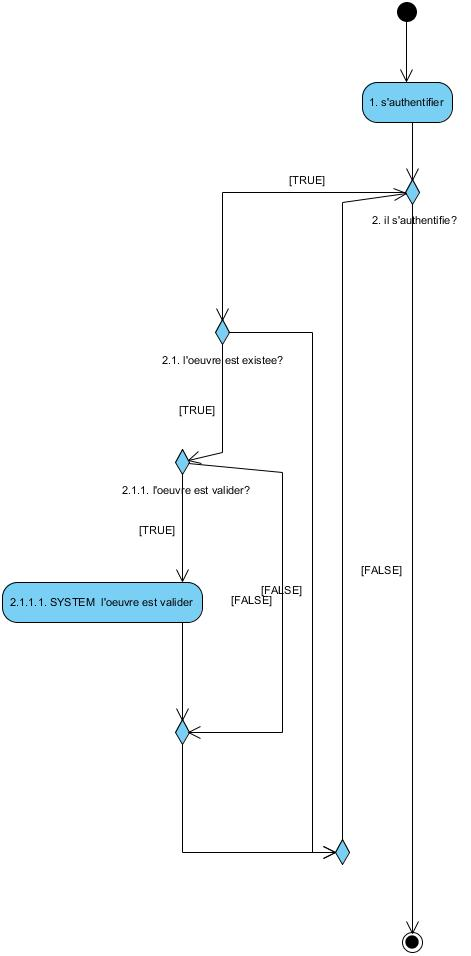 1. s'authentifier
[TRUE]
2. il s'authentifie?
2.1. l'oeuvre est existee?
[TRUE]
2.1.1. l'oeuvre est valider?
[TRUE]
[FALSE]
[FALSE]
[FALSE]
2.1.1.1. SYSTEM l'oeuvre est valider